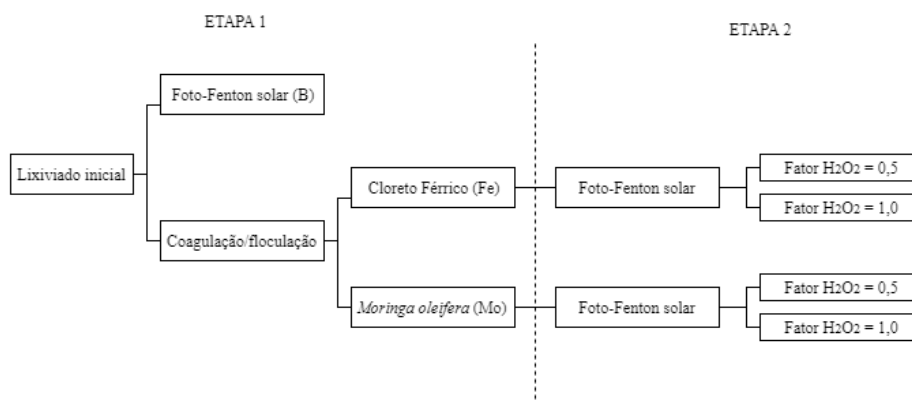 ETAPA 1
ETAPA 2
Foto-Fenton solar (B)
Lixiviado inicial
Coagulação/floculação
Cloreto Férrico (Fe)
Moringa oleifera (Mo)
Foto-Fenton solar
Fator H2O2 = 0,5
Fator H2O2 = 1,0
Foto-Fenton solar
Fator H2O2 = 0,5
Fator H2O2 = 1,0